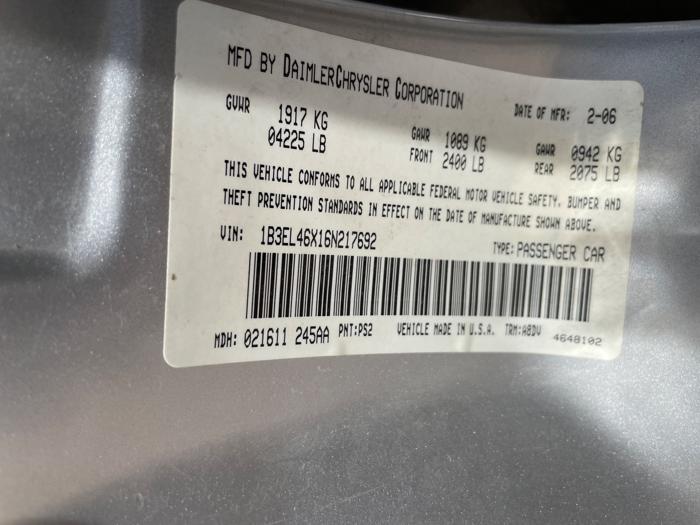 MFD BY DAIMLERCHRYSLER CORPORATION
DATE OF MFR: 2-06
GVWR 1917 KG
04225 LB
GAWR FRONT 1089 KG
2400 LB
GAWR REAR 0942 KG
2075 LB
THIS VEHICLE CONFORMS TO ALL APPLICABLE FEDERAL MOTOR VEHICLE SAFETY, BUMPER AND
THEFT PREVENTION STANDARDS IN EFFECT ON THE DATE OF MANUFACTURE SHOWN ABOVE.
VIN: 1B3EL46X16N217692
TYPE: PASSENGER CAR
MDH: 021611 245AA PNT:PS2 VEHICLE MADE IN U.S.A. TRM:A8DV
4648102